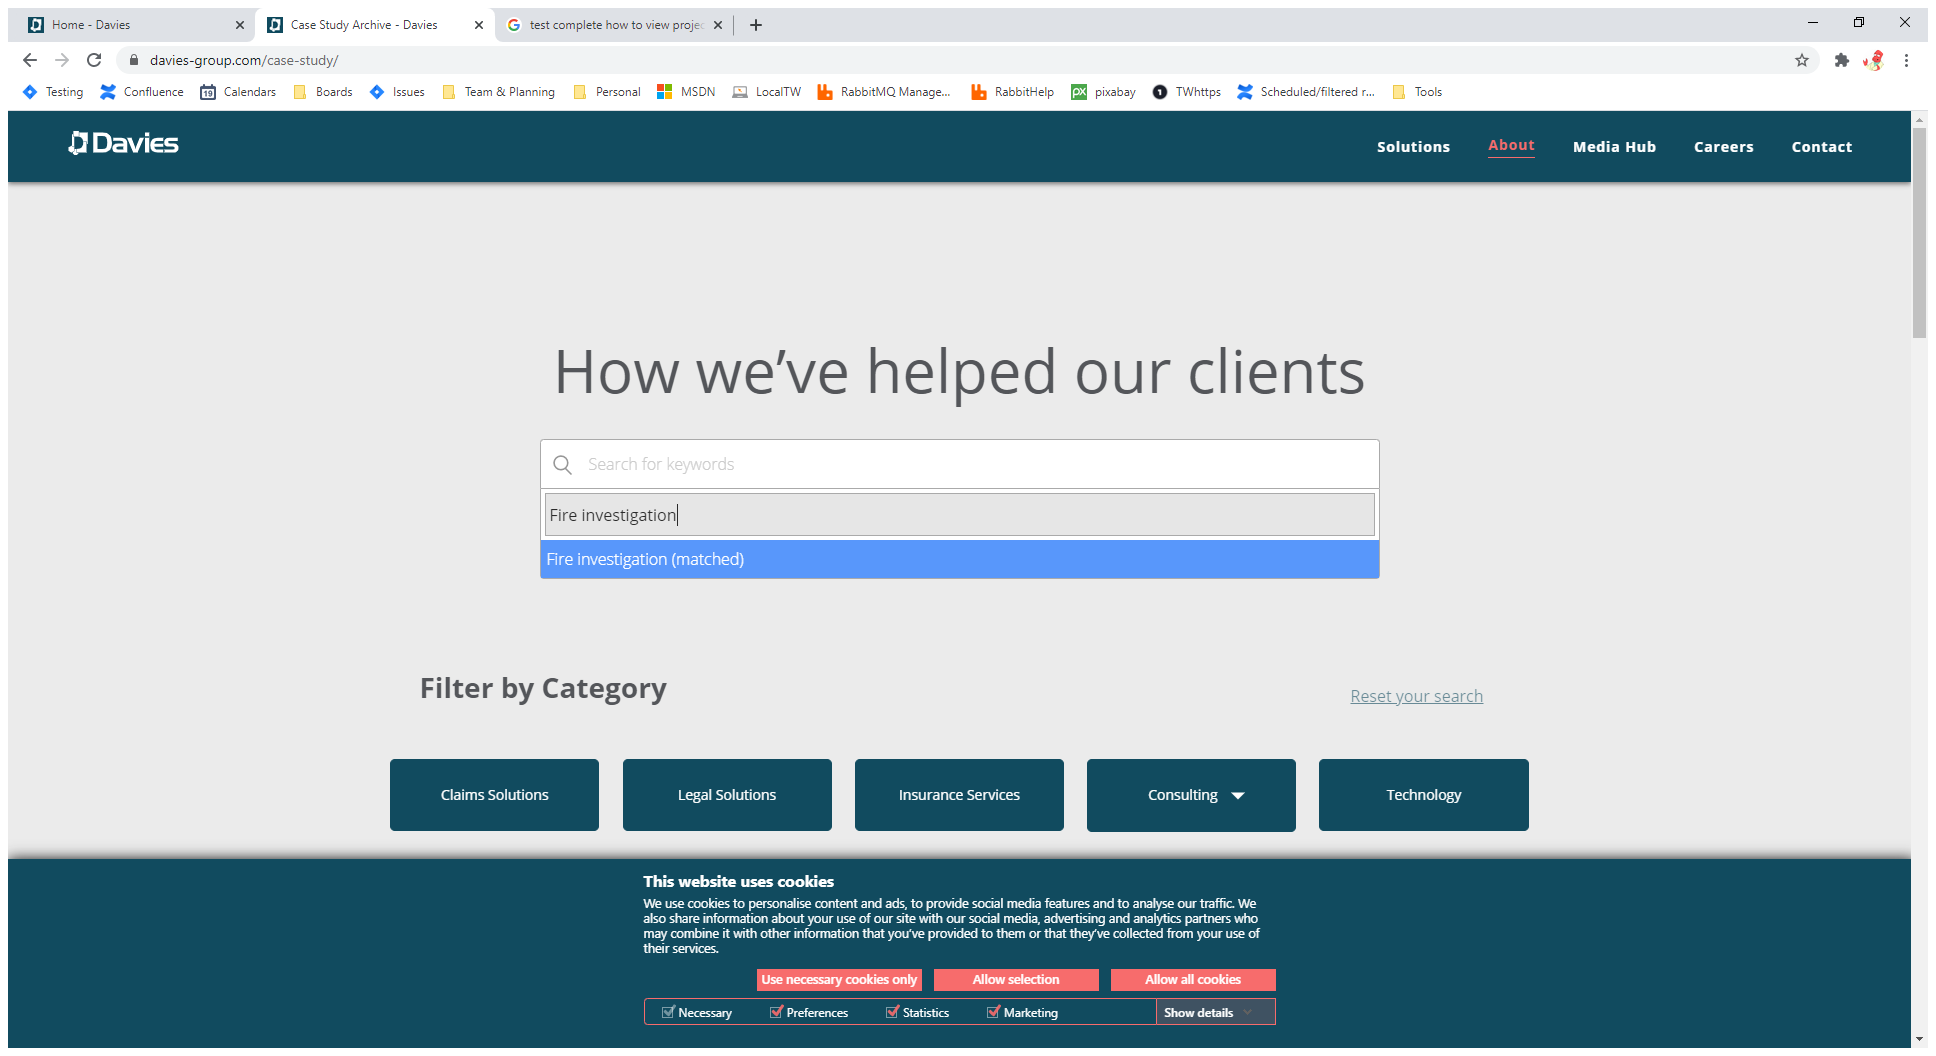 Home - Davies
Case Study Archive - Davies
test complete how to view projec
davies-group.com/case-study/
Testing
Confluence
19
Calendars
Boards
Issues
Team & Planning
Personal
MSDN
LocalTW
RabbitMQ Manage...
RabbitHelp
px
pixabay
1
TWhttps
Scheduled/filtered r...
Tools
Davies
Solutions
About
Media Hub
Careers
Contact
How we’ve helped our clients
Search for keywords
Fire investigation
Fire investigation (matched)
Filter by Category
Reset your search
Claims Solutions
Legal Solutions
Insurance Services
Consulting
Technology
This website uses cookies
We use cookies to personalise content and ads, to provide social media features and to analyse our traffic. We
also share information about your use of our site with our social media, advertising and analytics partners who
may combine it with other information that you’ve provided to them or that they’ve collected from your use of
their services.
Use necessary cookies only
Allow selection
Allow all cookies
Necessary
Preferences
Statistics
Marketing
Show details